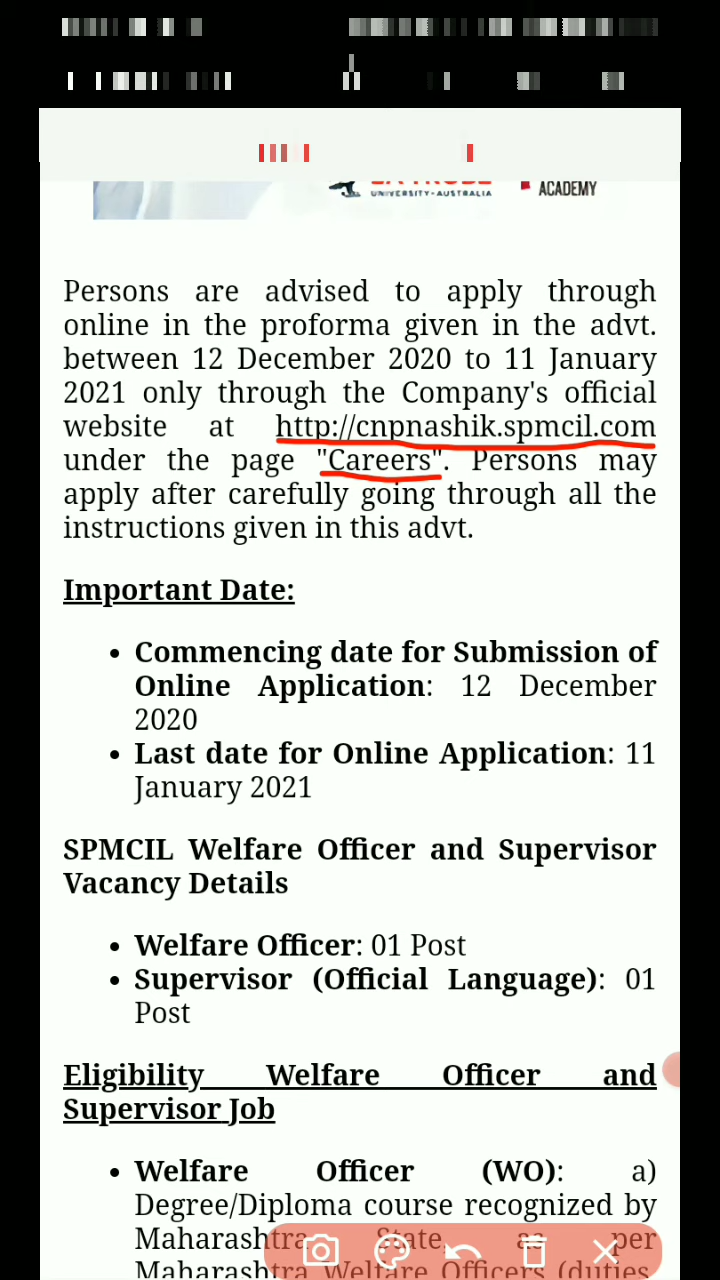 UNIVERSITY-AUSTRALIA
ACADEMY
Persons are advised to apply through
online in the proforma given in the advt.
between 12 December 2020 to 11 January
2021 only through the Company's official
website at http://cnpnashik.spmcil.com
under the page "Careers". Persons may
apply after carefully going through all the
instructions given in this advt.
Important Date:
• Commencing date for Submission of
Online Application: 12 December
2020
• Last date for Online Application: 11
January 2021
SPMCIL Welfare Officer and Supervisor
Vacancy Details
• Welfare Officer: 01 Post
• Supervisor (Official Language): 01
Post
Eligibility Welfare Officer and
Supervisor Job
• Welfare Officer (WO): a)
Degree/Diploma course recognized by
Maharashtra State, as per
Maharashtra Welfare Officers (duties,